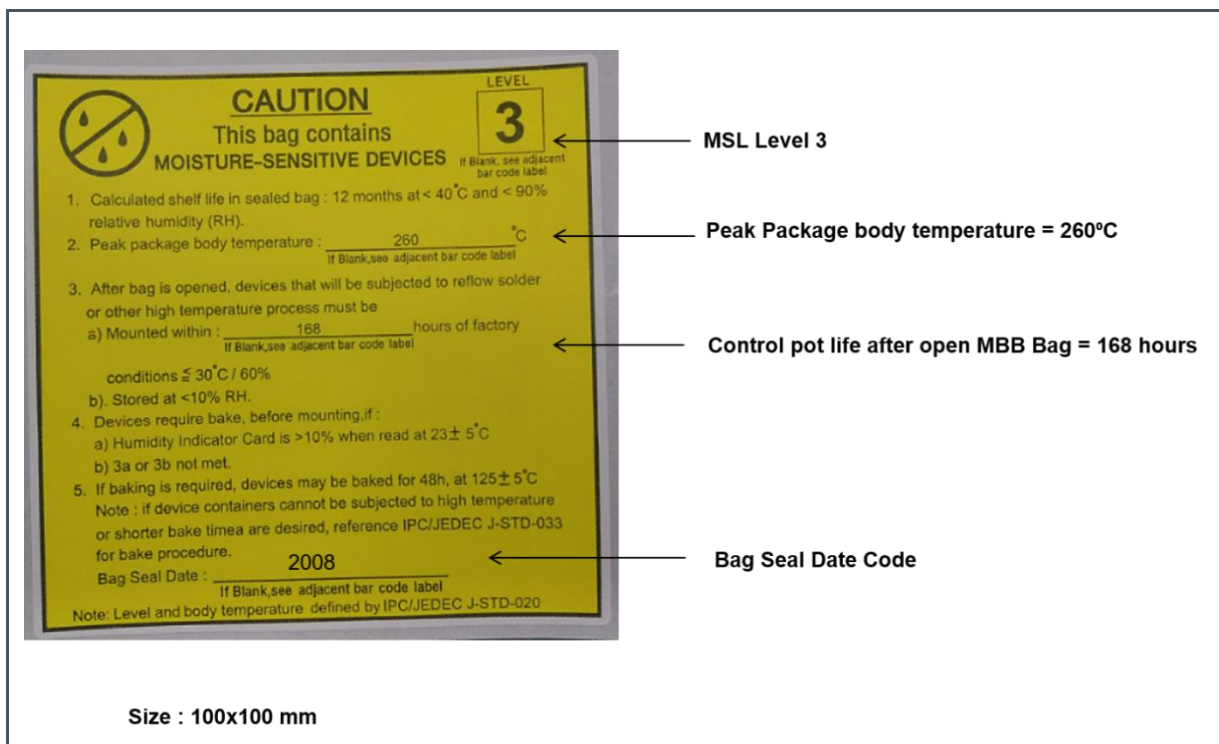 CAUTION
This bag contains
MOISTURE-SENSITIVE DEVICES
LEVEL
3
If Blank, see adjacent
bar code label
1. Calculated shelf life in sealed bag : 12 months at < 40°C and < 90%
relative humidity (RH).
2. Peak package body temperature : 260 °C
If Blank,see adjacent bar code label
3. After bag is opened, devices that will be subjected to reflow solder
or other high temperature process must be
a) Mounted within : 168 hours of factory
If Blank,see adjacent bar code label
conditions ≦ 30°C / 60%
b). Stored at <10% RH.
4. Devices require bake, before mounting,if :
a) Humidity Indicator Card is >10% when read at 23± 5°C
b) 3a or 3b not met.
5. If baking is required, devices may be baked for 48h, at 125± 5°C
Note : if device containers cannot be subjected to high temperature
or shorter bake timea are desired, reference IPC/JEDEC J-STD-033
for bake procedure.
Bag Seal Date : 2008
If Blank,see adjacent bar code label
Note: Level and body temperature defined by IPC/JEDEC J-STD-020
MSL Level 3
Peak Package body temperature = 260ºC
Control pot life after open MBB Bag = 168 hours
Bag Seal Date Code
Size : 100x100 mm